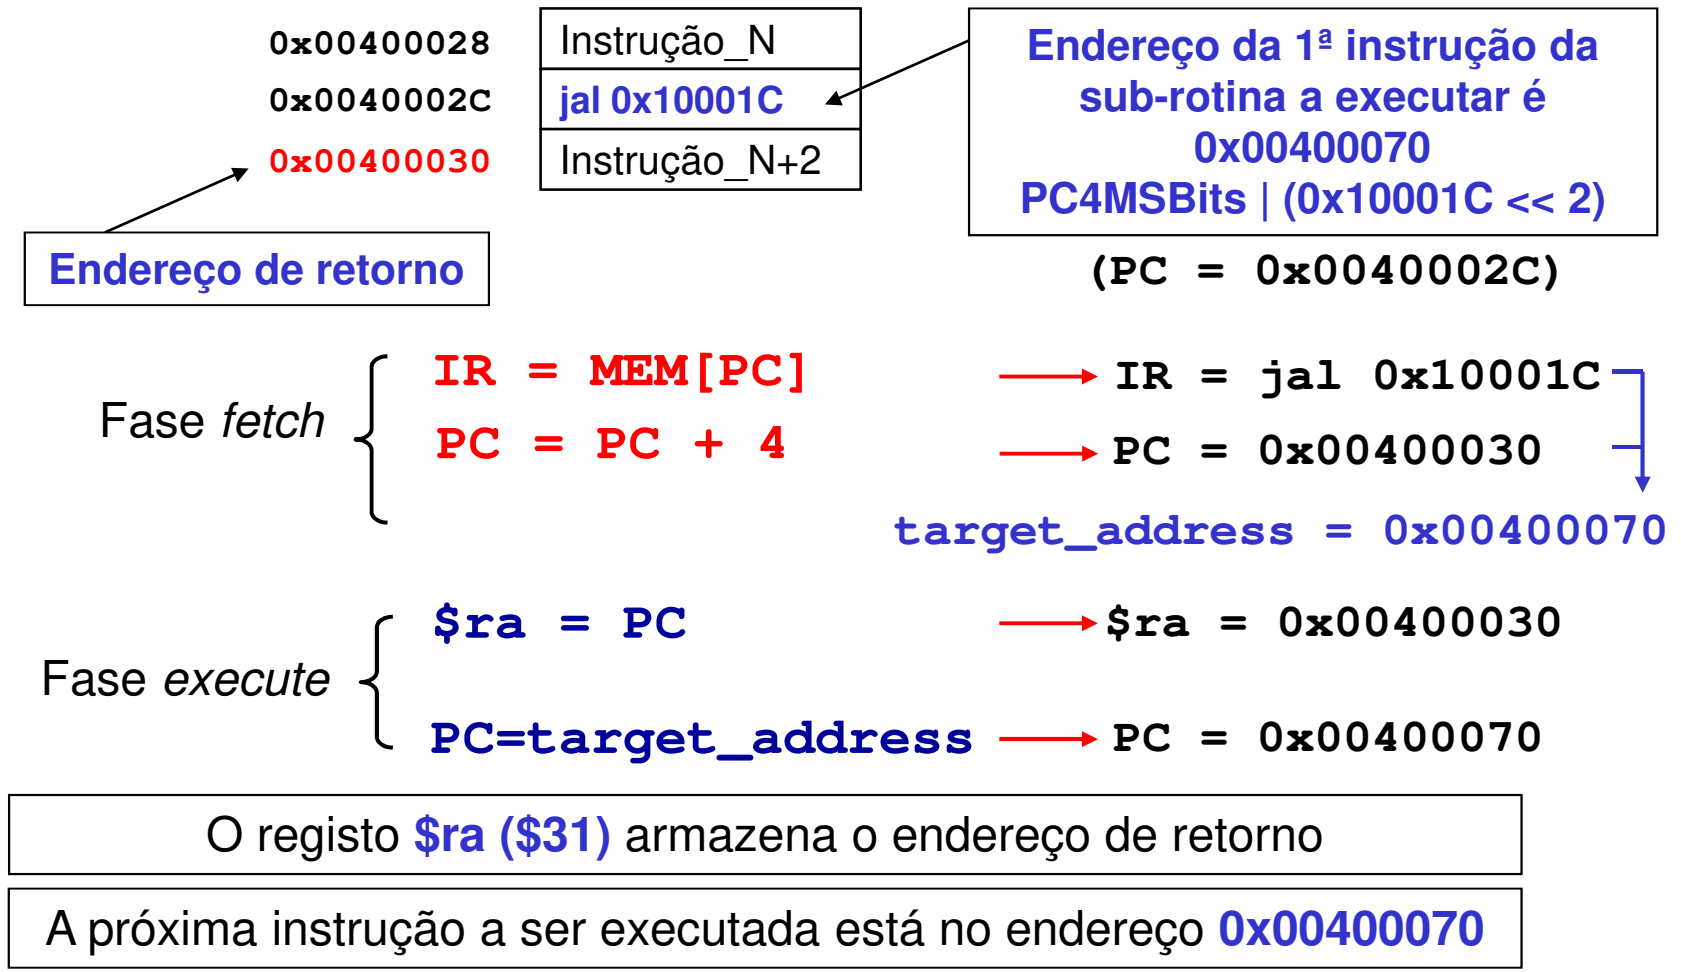 0x00400028 Instrução_N
0x0040002C jal 0x10001C
0x00400030 Instrução_N+2
Endereço da 1ª instrução da
sub-rotina a executar é
0x00400070
PC4MSBits | (0x10001C << 2)
Endereço de retorno
(PC = 0x0040002C)
Fase fetch
IR = MEM[PC]
IR = jal 0x10001C
PC = PC + 4
PC = 0x00400030
target_address = 0x00400070
Fase execute
$ra = PC
$ra = 0x00400030
PC=target_address
PC = 0x00400070
O registo $ra ($31) armazena o endereço de retorno
A próxima instrução a ser executada está no endereço 0x00400070